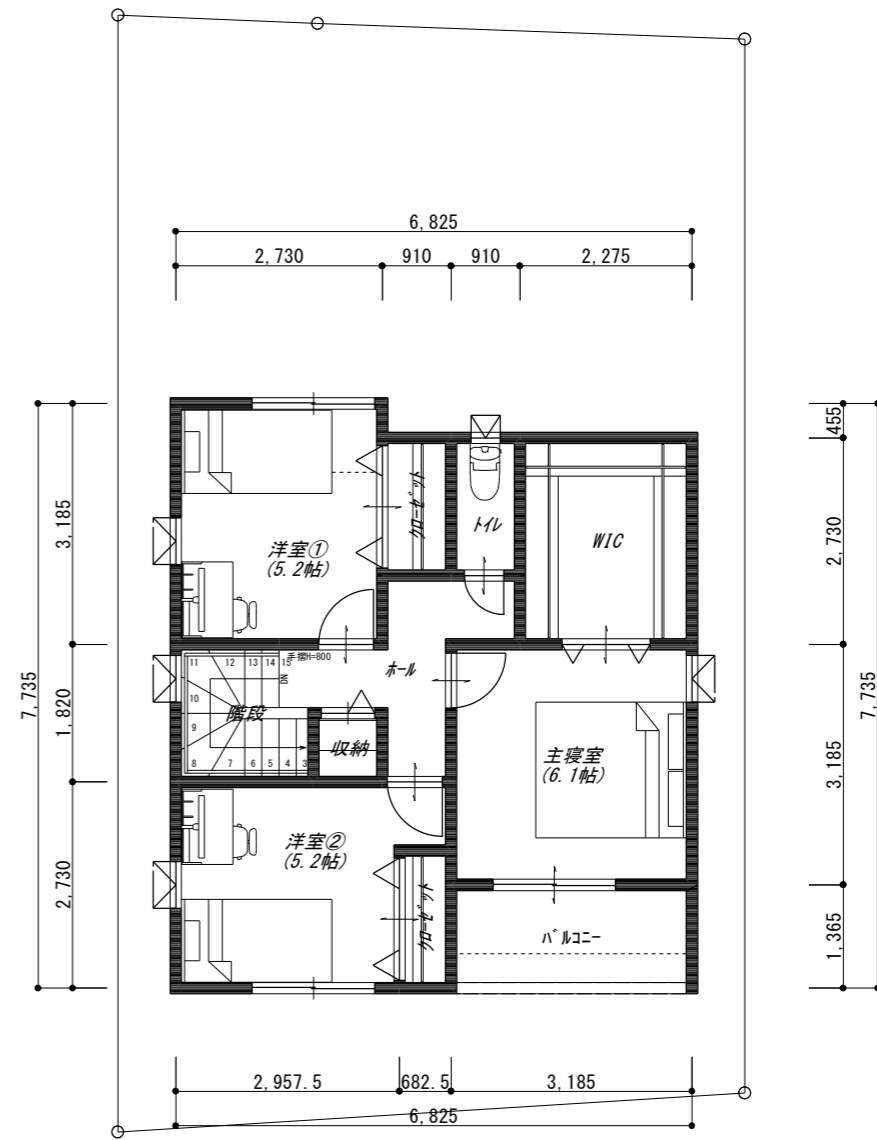 6,825
2,730 910 910 2,275
455
3,185
2,730
クローゼット
トイレ
WIC
洋室①
(5.2帖)
手摺H=800
11 12 13 14 15
DN
ホール
10
7,735
1,820
階段
7,735
9
収納
主寝室
(6.1帖)
3,185
8 7 6 5 4 3
洋室②
(5.2帖)
2,730
クローゼット
バルコニー
1,365
2,957.5 682.5 3,185
6,825